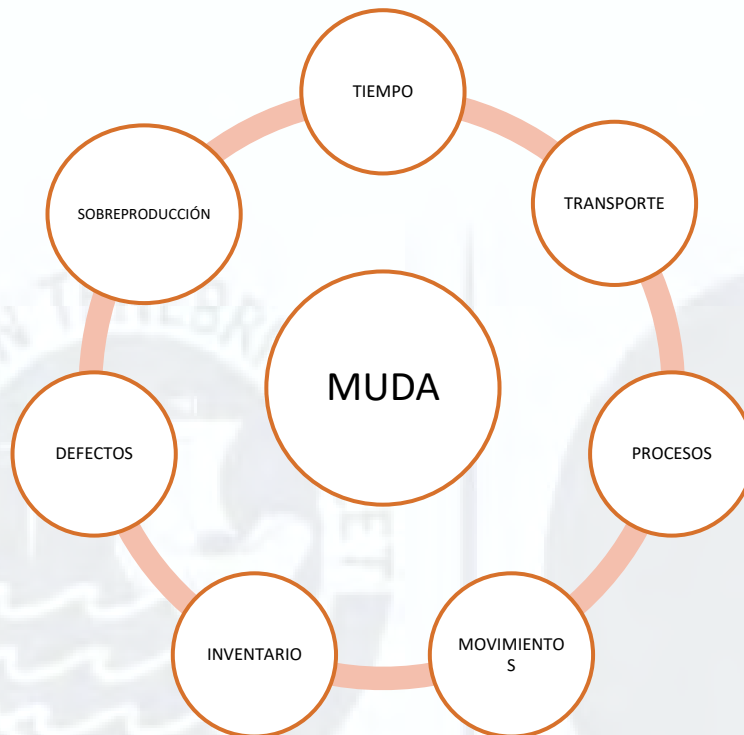 TIEMPO
TRANSPORTE
SOBREPRODUCCIÓN
MUDA
DEFECTOS
PROCESOS
INVENTARIO
MOVIMIENTO
S